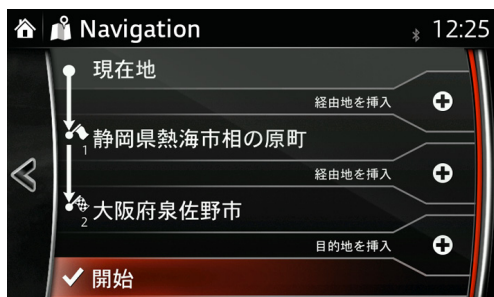 Navigation 12:25
現在地
経由地を挿入
1 静岡県熱海市相の原町
経由地を挿入
2 大阪府泉佐野市
目的地を挿入
開始